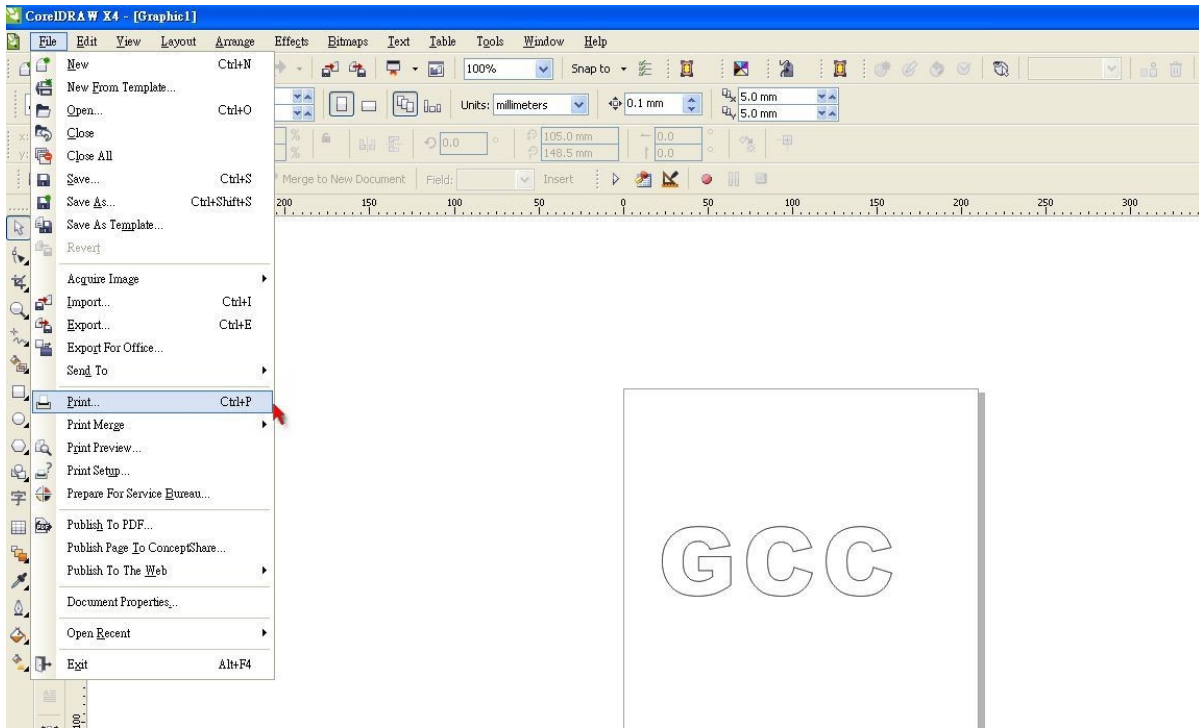 CorelDRAW X4 - [Graphic1]
File Edit View Layout Arrange Effects Bitmaps Text Table Tools Window Help
100% Snap to
Units: millimeters 0.1 mm 5.0 mm
5.0 mm
x: % 0.0 ° 105.0 mm 0.0 °
y: % 148.5 mm 0.0 °
Merge to New Document Field: Insert
200 150 100 50 0 50 100 150 200 250 300
New Ctrl+N
New From Template...
Open... Ctrl+O
Close
Close All
Save... Ctrl+S
Save As... Ctrl+Shift+S
Save As Template...
Revert
Acquire Image
Import... Ctrl+I
Export... Ctrl+E
Export For Office...
Send To
Print... Ctrl+P
Print Merge
Print Preview...
Print Setup...
Prepare For Service Bureau...
Publish To PDF...
Publish Page To ConceptShare...
Publish To The Web
Document Properties...
Open Recent
Exit Alt+F4
字
GCC
100